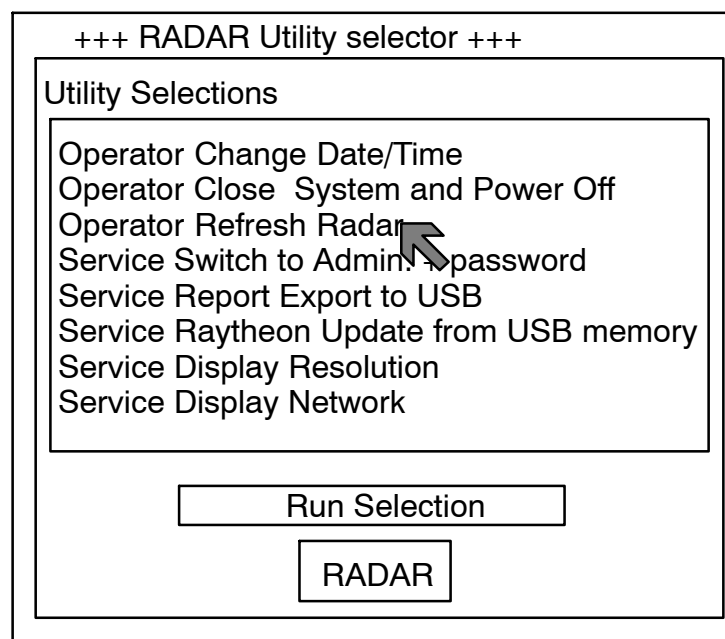 +++ RADAR Utility selector +++
Utility Selections
Operator Change Date/Time
Operator Close  System and Power Off
Operator Refresh Radar
Service Switch to Admin. + password
Service Report Export to USB
Service Raytheon Update from USB memory
Service Display Resolution
Service Display Network
Run Selection
RADAR